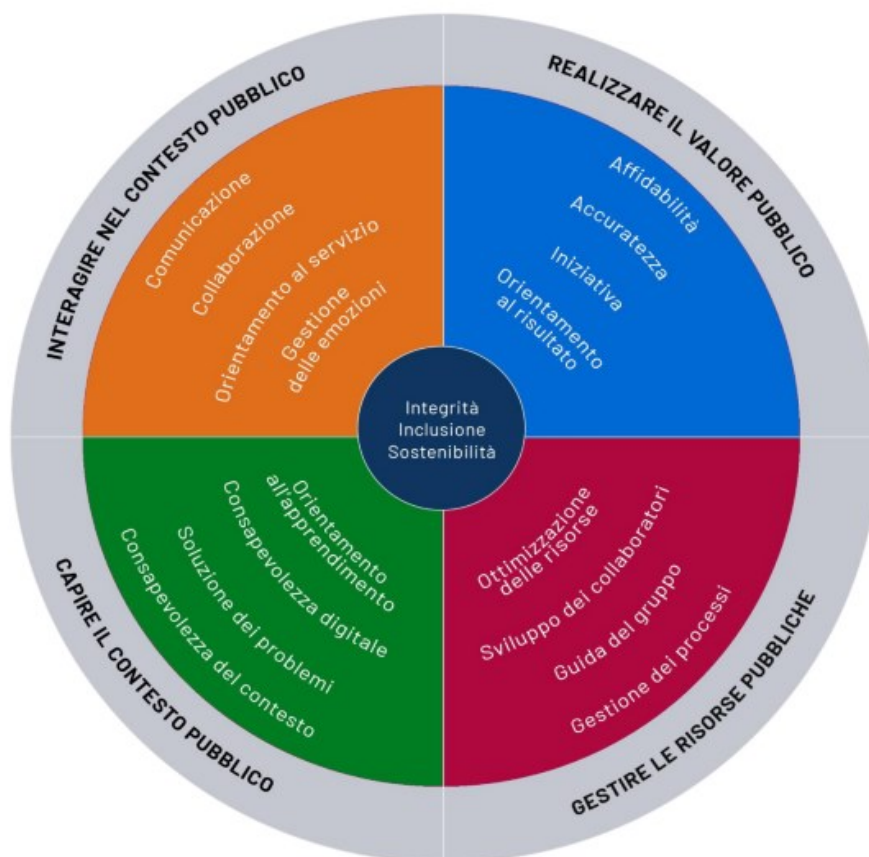 INTERAGIRE NEL CONTESTO PUBBLICO
Comunicazione
Collaborazione
Orientamento al servizio
Gestione
delle emozioni
REALIZZARE IL VALORE PUBBLICO
Affidabilità
Accuratezza
Iniziativa
Orientamento
al risultato
Integrità
Inclusione
Sostenibilità
CAPIRE IL CONTESTO PUBBLICO
Orientamento
all'apprendimento
Consapevolezza digitale
Soluzione dei problemi
Consapevolezza del contesto
GESTIRE LE RISORSE PUBBLICHE
Ottimizzazione
delle risorse
Sviluppo dei collaboratori
Guida del gruppo
Gestione dei processi